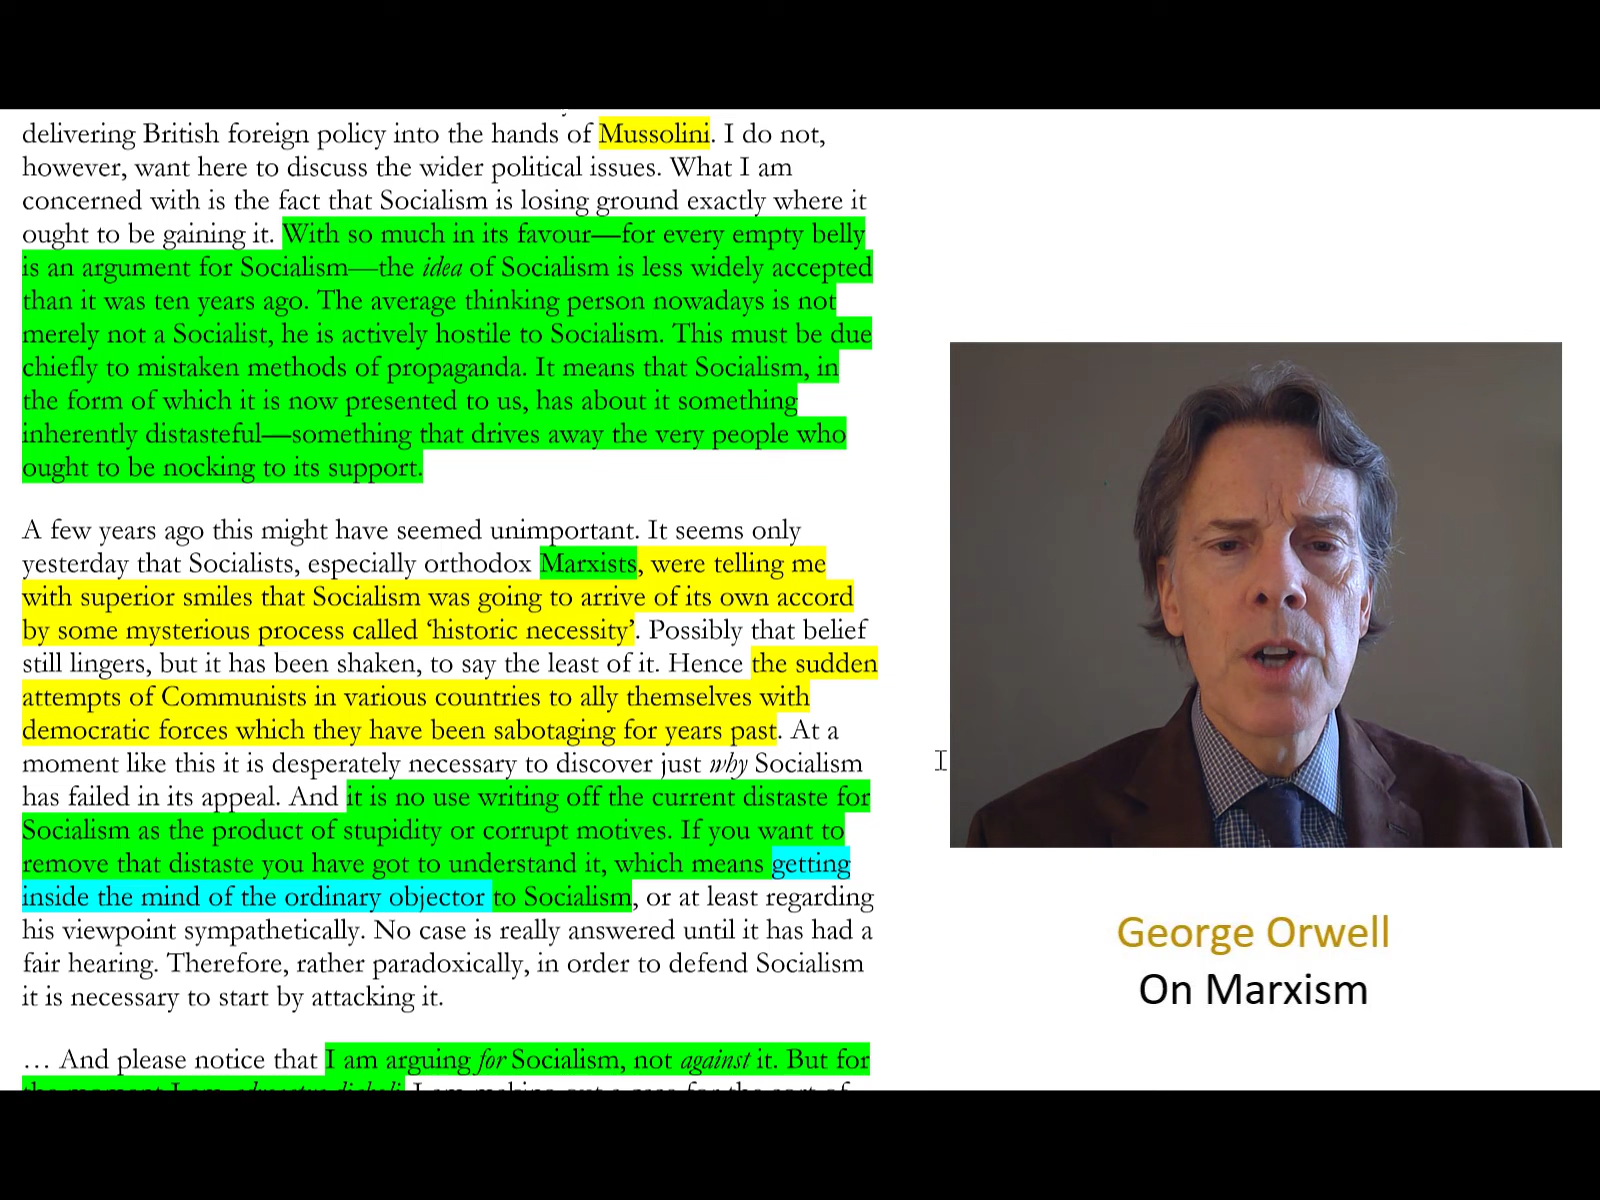 delivering British foreign policy into the hands of Mussolini. I do not,
however, want here to discuss the wider political issues. What I am
concerned with is the fact that Socialism is losing ground exactly where it
ought to be gaining it. With so much in its favour—for every empty belly
is an argument for Socialism—the idea of Socialism is less widely accepted
than it was ten years ago. The average thinking person nowadays is not
merely not a Socialist, he is actively hostile to Socialism. This must be due
chiefly to mistaken methods of propaganda. It means that Socialism, in
the form of which it is now presented to us, has about it something
inherently distasteful—something that drives away the very people who
ought to be nocking to its support.
A few years ago this might have seemed unimportant. It seems only
yesterday that Socialists, especially orthodox Marxists, were telling me
with superior smiles that Socialism was going to arrive of its own accord
by some mysterious process called ‘historic necessity’. Possibly that belief
still lingers, but it has been shaken, to say the least of it. Hence the sudden
attempts of Communists in various countries to ally themselves with
democratic forces which they have been sabotaging for years past. At a
moment like this it is desperately necessary to discover just why Socialism
has failed in its appeal. And it is no use writing off the current distaste for
Socialism as the product of stupidity or corrupt motives. If you want to
remove that distaste you have got to understand it, which means getting
inside the mind of the ordinary objector to Socialism, or at least regarding
his viewpoint sympathetically. No case is really answered until it has had a
fair hearing. Therefore, rather paradoxically, in order to defend Socialism
it is necessary to start by attacking it.
… And please notice that I am arguing for Socialism, not against it. But for
the moment I am advocatus diaboli. I am making out a case for the sort of
George Orwell
On Marxism